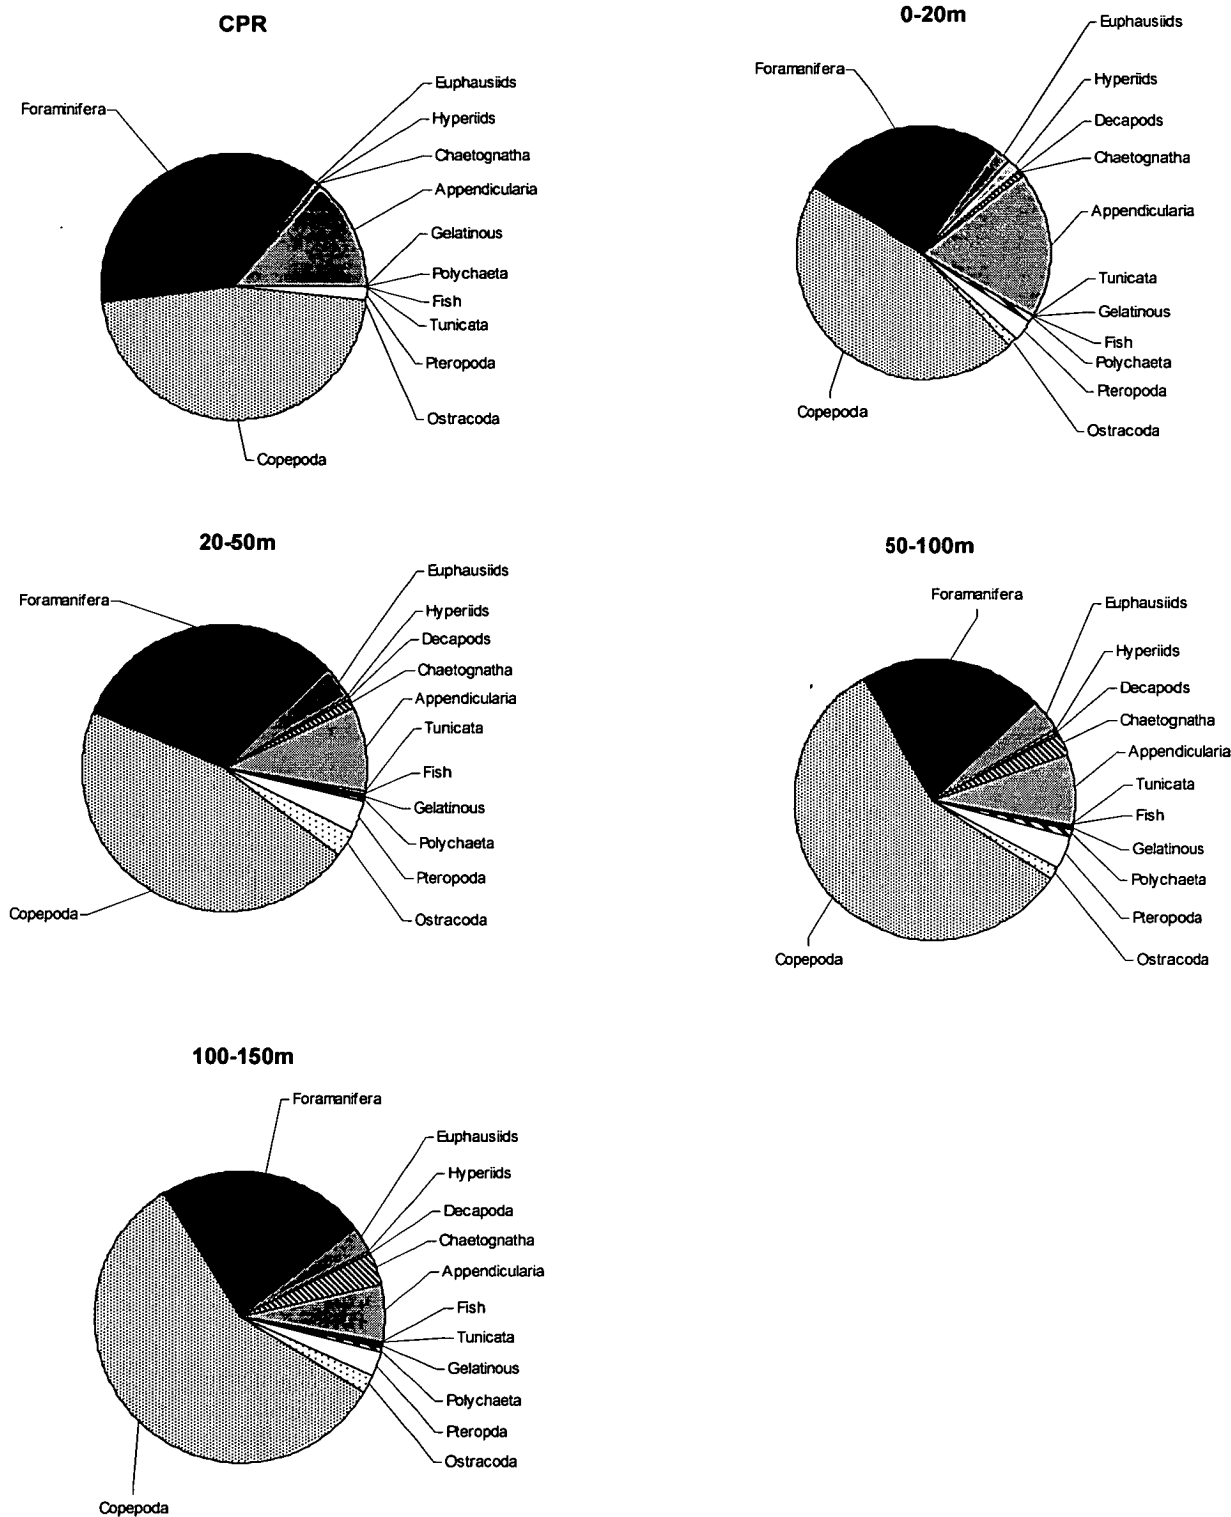 CPR
Foraminifera
Euphausiids
Hyperiids
Chaetognatha
Appendicularia
Gelatinous
Polychaeta
Fish
Tunicata
Pteropoda
Ostracoda
Copepoda
0-20m
Foramanifera
Euphausiids
Hyperiids
Decapods
Chaetognatha
Appendicularia
Tunicata
Gelatinous
Fish
Polychaeta
Pteropoda
Ostracoda
Copepoda
20-50m
Foramanifera
Euphausiids
Hyperiids
Decapods
Chaetognatha
Appendicularia
Tunicata
Fish
Gelatinous
Polychaeta
Pteropoda
Ostracoda
Copepoda
50-100m
Foramanifera
Euphausiids
Hyperiids
Decapods
Chaetognatha
Appendicularia
Tunicata
Fish
Gelatinous
Polychaeta
Pteropoda
Ostracoda
Copepoda
100-150m
Foramanifera
Euphausiids
Hyperiids
Decapoda
Chaetognatha
Appendicularia
Fish
Tunicata
Gelatinous
Polychaeta
Pteropda
Ostracoda
Copepoda